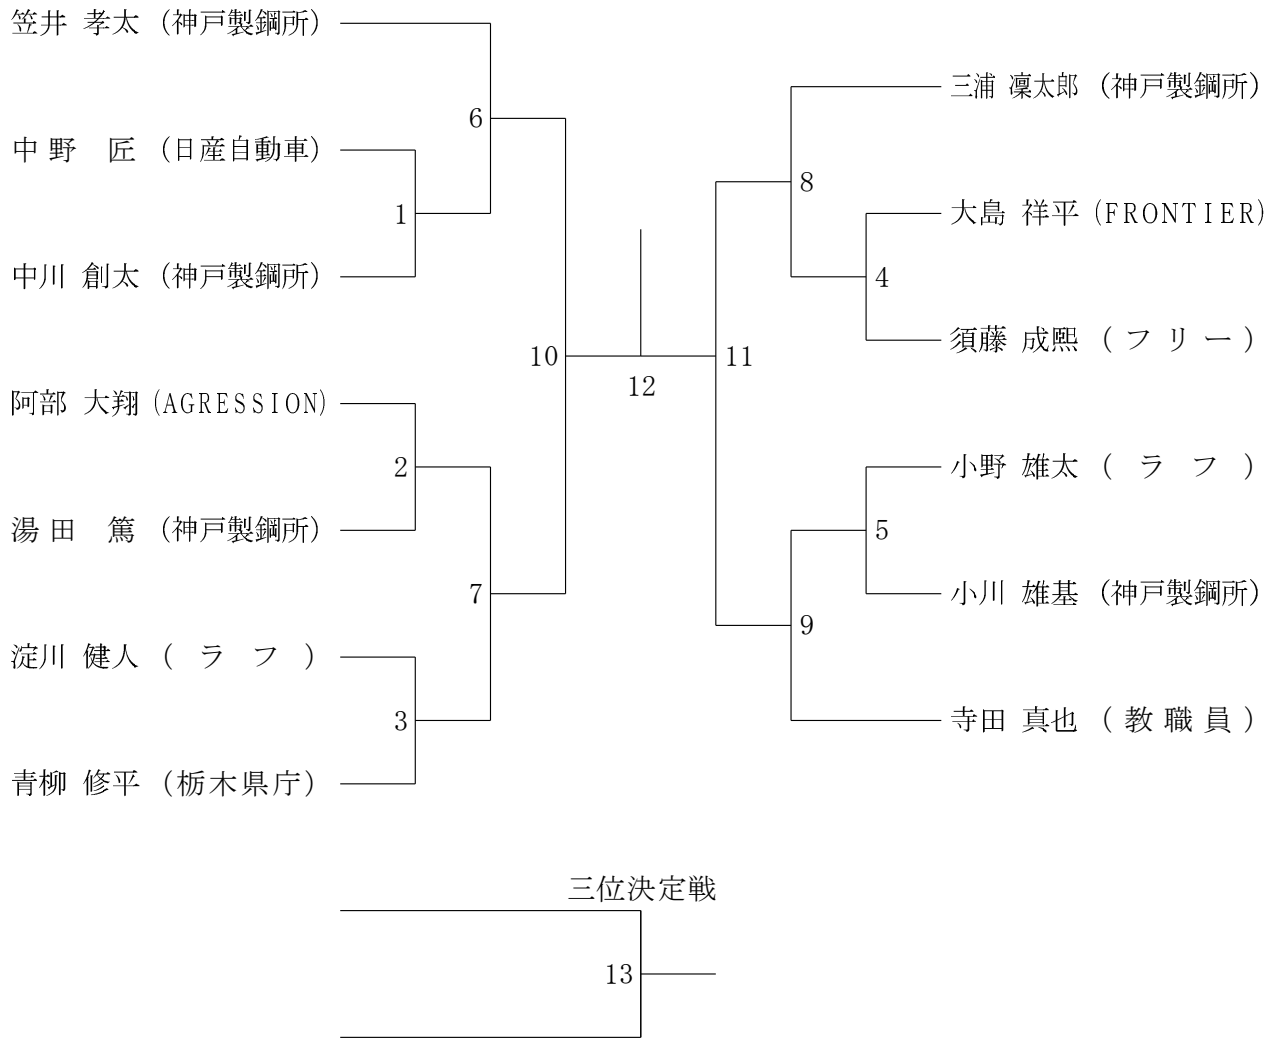 笠井 孝太 (神戸製鋼所)
6
中野 匠 (日産自動車)
1
中川 創太 (神戸製鋼所)
10
阿部 大翔 (AGRESSION)
2
湯田 篤 (神戸製鋼所)
7
淀川 健人 (ラフ)
3
青柳 修平 (栃木県庁)
12
三浦 凜太郎 (神戸製鋼所)
8
大島 祥平 (FRONTIER)
4
須藤 成熙 (フリー)
11
小野 雄太 (ラフ)
5
小川 雄基 (神戸製鋼所)
9
寺田 真也 (教職員)
三位決定戦
13